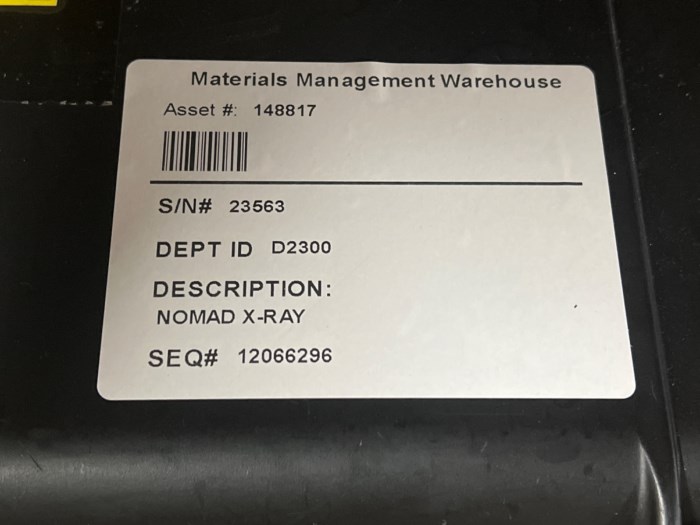 Materials Management Warehouse
Asset #: 148817
S/N# 23563
DEPT ID D2300
DESCRIPTION:
NOMAD X-RAY
SEQ# 12066296